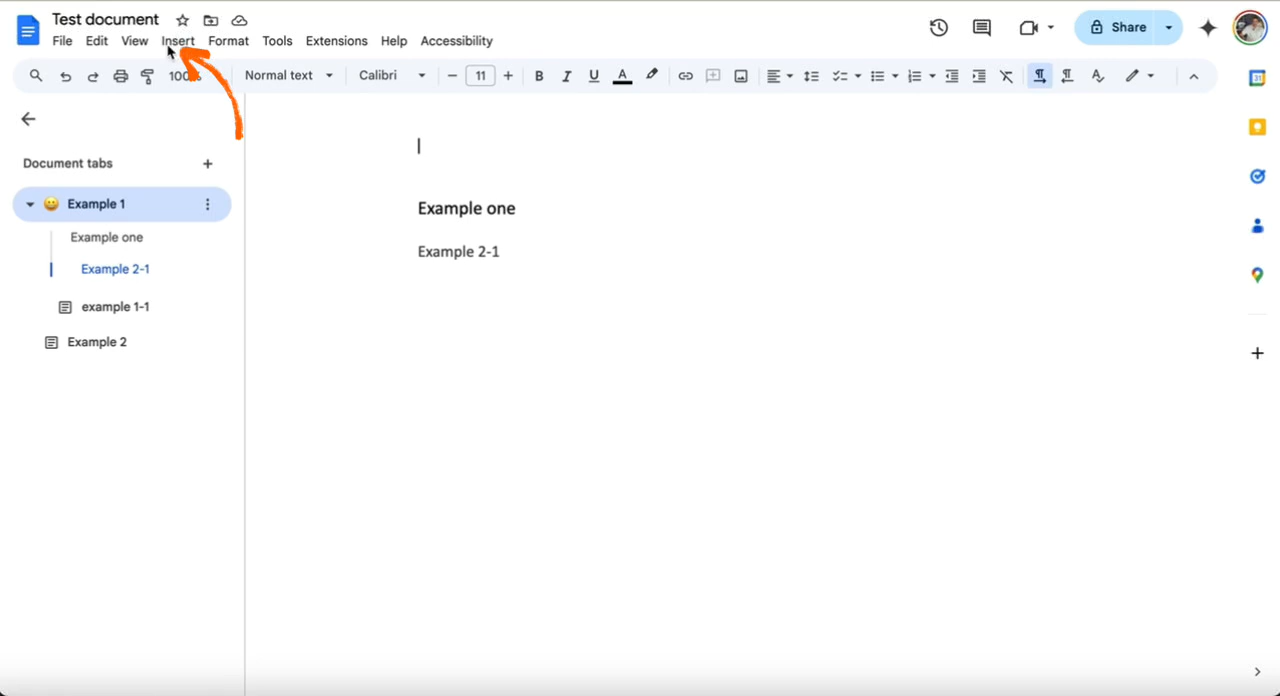 Test document
File Edit View Insert Format Tools Extensions Help Accessibility
Share
100% Normal text Calibri 11 B I U A
Document tabs
Example 1
Example one
Example 2-1
example 1-1
Example 2
Example one
Example 2-1
31